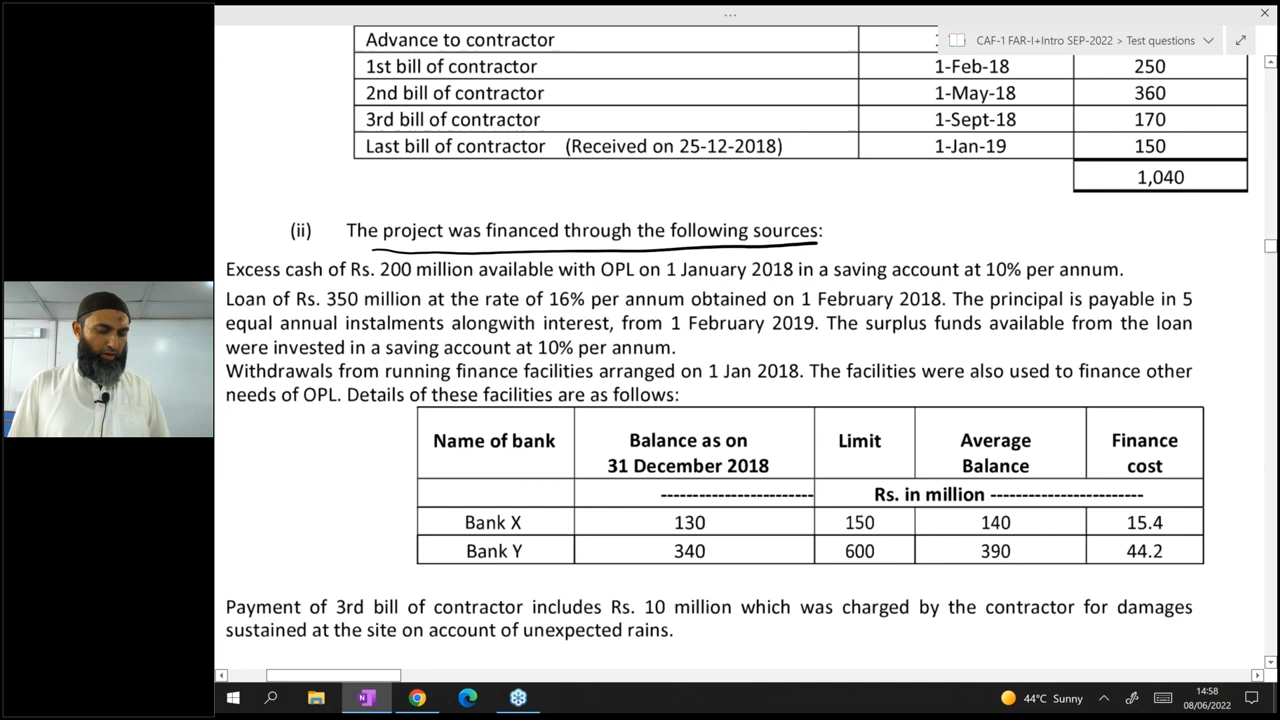 CAF-1 FAR-I+Intro SEP-2022 > Test questions
Advance to contractor
1st bill of contractor 1-Feb-18 250
2nd bill of contractor 1-May-18 360
3rd bill of contractor 1-Sept-18 170
Last bill of contractor (Received on 25-12-2018) 1-Jan-19 150
1,040
(ii) The project was financed through the following sources:
Excess cash of Rs. 200 million available with OPL on 1 January 2018 in a saving account at 10% per annum.
Loan of Rs. 350 million at the rate of 16% per annum obtained on 1 February 2018. The principal is payable in 5
equal annual instalments alongwith interest, from 1 February 2019. The surplus funds available from the loan
were invested in a saving account at 10% per annum.
Withdrawals from running finance facilities arranged on 1 Jan 2018. The facilities were also used to finance other
needs of OPL. Details of these facilities are as follows:
Name of bank Balance as on 31 December 2018 Limit Average Balance Finance cost
----------------------- Rs. in million -----------------------
Bank X 130 150 140 15.4
Bank Y 340 600 390 44.2
Payment of 3rd bill of contractor includes Rs. 10 million which was charged by the contractor for damages
sustained at the site on account of unexpected rains.
44°C Sunny
14:58
08/06/2022